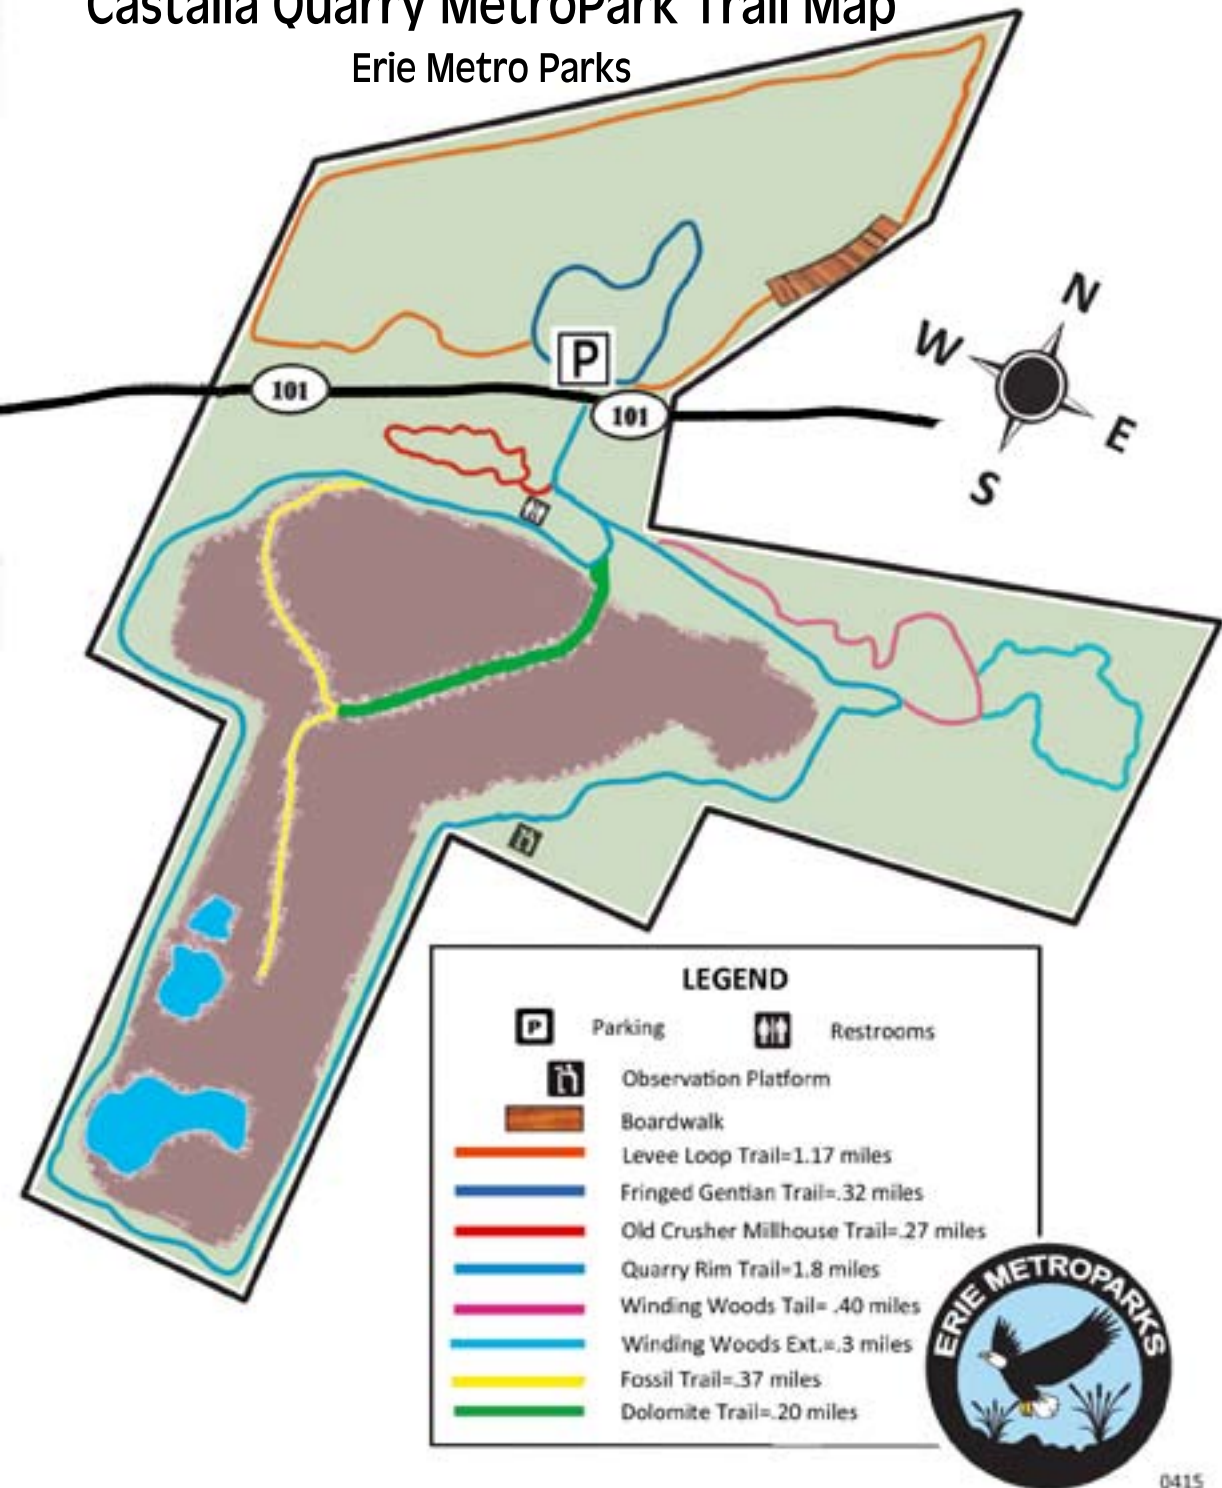 Castalia Quarry MetroPark Trail Map
Erie Metro Parks
P
101
101
N
W
E
S
LEGEND
P Parking
Restrooms
Observation Platform
Boardwalk
Levee Loop Trail=1.17 miles
Fringed Gentian Trail=.32 miles
Old Crusher Millhouse Trail=.27 miles
Quarry Rim Trail=1.8 miles
Winding Woods Tail= .40 miles
Winding Woods Ext.=.3 miles
Fossil Trail=.37 miles
Dolomite Trail=.20 miles
ERIE METROPARKS
0415